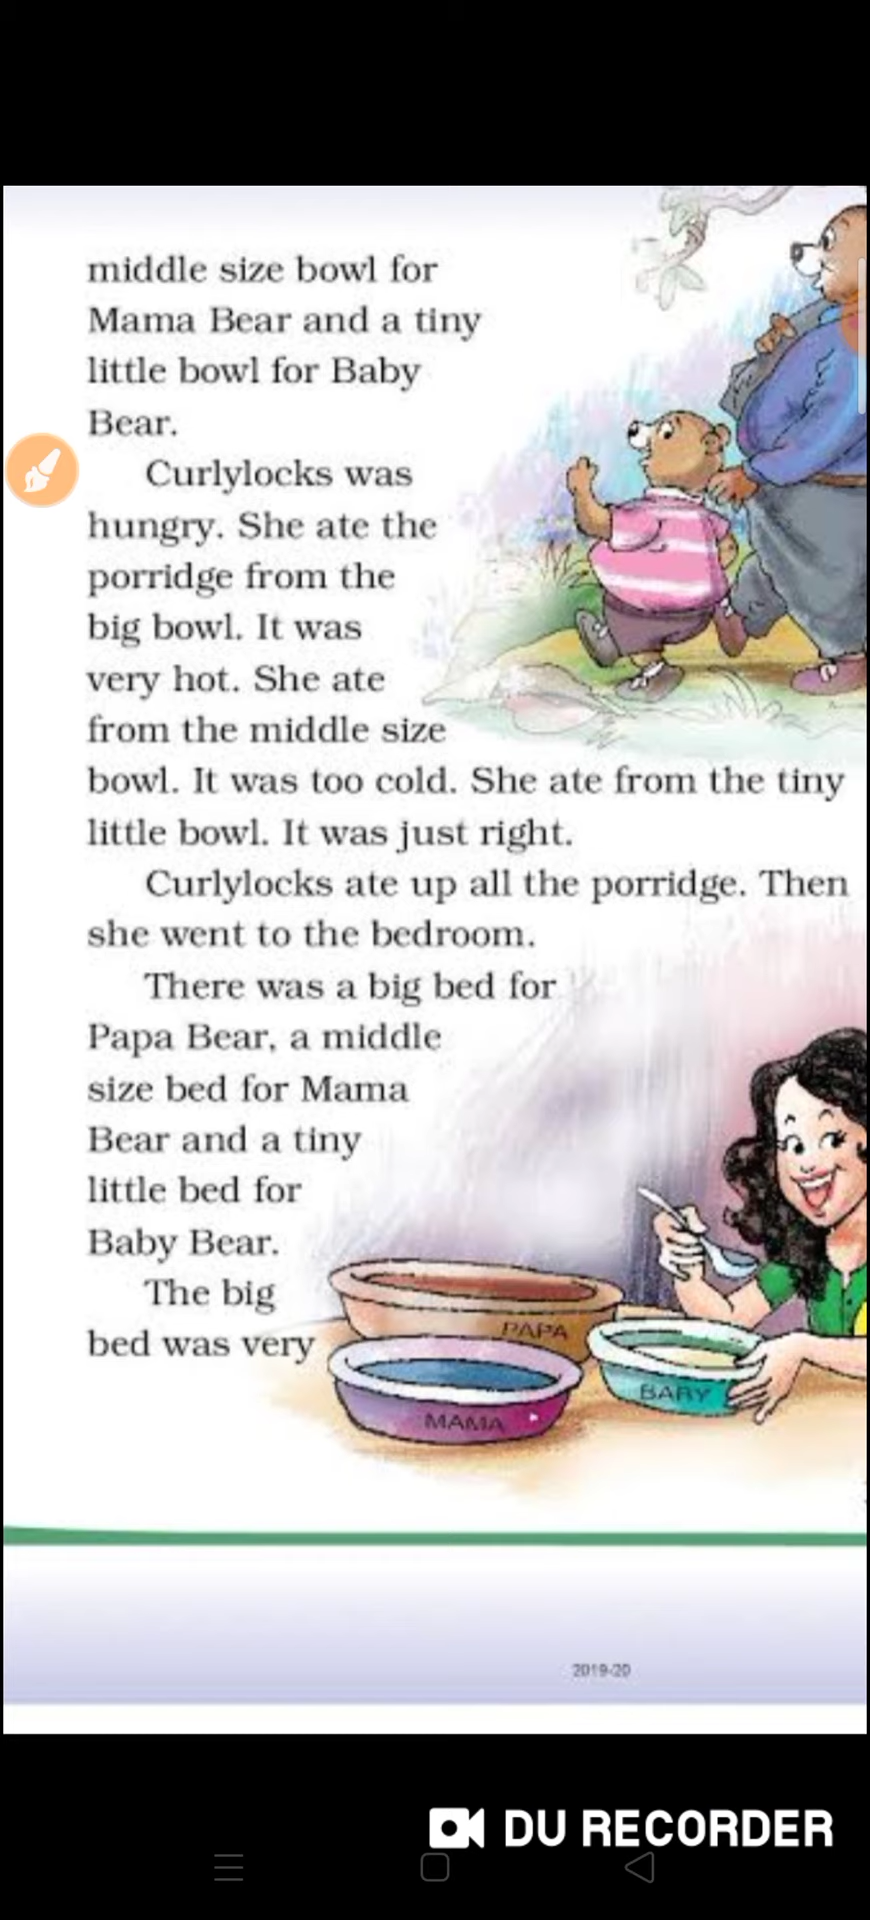 middle size bowl for
Mama Bear and a tiny
little bowl for Baby
Bear.
Curlylocks was
hungry. She ate the
porridge from the
big bowl. It was
very hot. She ate
from the middle size
bowl. It was too cold. She ate from the tiny
little bowl. It was just right.
Curlylocks ate up all the porridge. Then
she went to the bedroom.
There was a big bed for
Papa Bear, a middle
size bed for Mama
Bear and a tiny
little bed for
Baby Bear.
The big
bed was very
PAPA
BABY
MAMA
2019-20
DU RECORDER